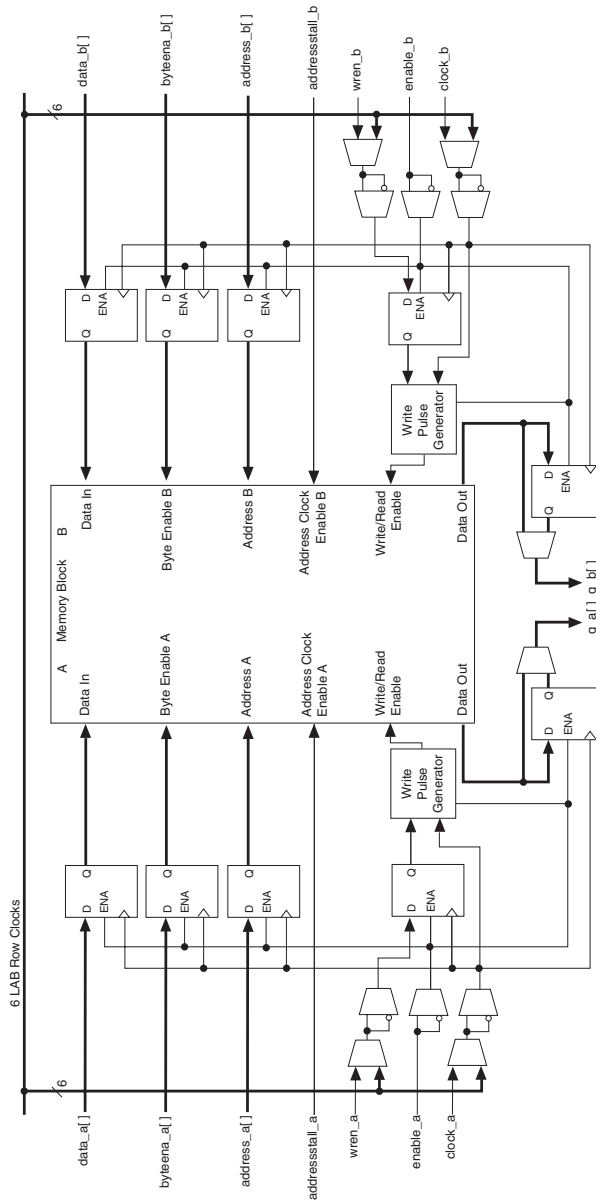 6 LAB Row Clocks
6
6
data_a[ ]
byteena_a[ ]
address_a[ ]
addressstall_a
wren_a
enable_a
clock_a
D
Q
ENA
D
Q
ENA
D
Q
ENA
D
Q
ENA
Write
Pulse
Generator
A
Memory Block
B
Data In
Data In
Byte Enable A
Byte Enable B
Address A
Address B
Address Clock
Enable A
Address Clock
Enable B
Write/Read
Enable
Write/Read
Enable
Data Out
Data Out
Write
Pulse
Generator
Q
D
ENA
Q
D
ENA
Q
D
ENA
Q
D
ENA
data_b[ ]
byteena_b[ ]
address_b[ ]
addressstall_b
wren_b
enable_b
clock_b
D
Q
ENA
Q
D
ENA
q_a[ ]
q_b[ ]